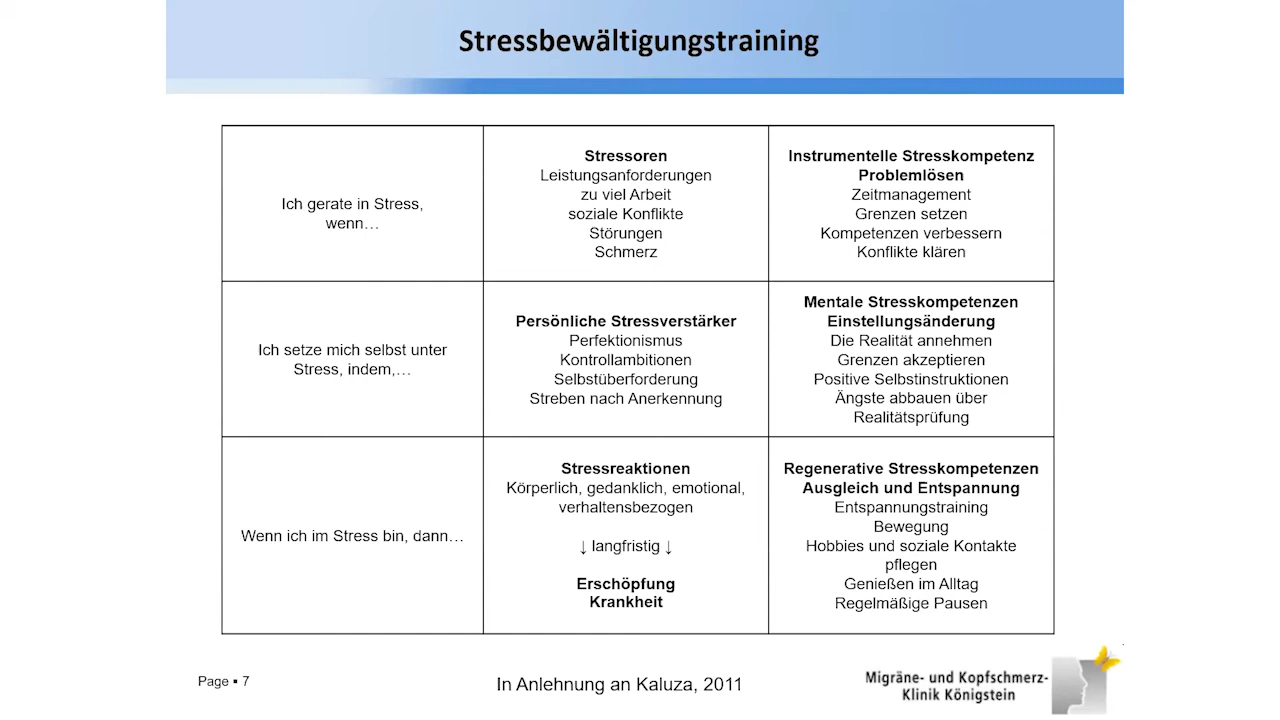 Stressbewältigungstraining
Ich gerate in Stress,
wenn…
Stressoren
Leistungsanforderungen
zu viel Arbeit
soziale Konflikte
Störungen
Schmerz
Instrumentelle Stresskompetenz
Problemlösen
Zeitmanagement
Grenzen setzen
Kompetenzen verbessern
Konflikte klären
Ich setze mich selbst unter
Stress, indem,…
Persönliche Stressverstärker
Perfektionismus
Kontrollambitionen
Selbstüberforderung
Streben nach Anerkennung
Mentale Stresskompetenzen
Einstellungsänderung
Die Realität annehmen
Grenzen akzeptieren
Positive Selbstinstruktionen
Ängste abbauen über
Realitätsprüfung
Wenn ich im Stress bin, dann…
Stressreaktionen
Körperlich, gedanklich, emotional,
verhaltensbezogen
↓ langfristig ↓
Erschöpfung
Krankheit
Regenerative Stresskompetenzen
Ausgleich und Entspannung
Entspannungstraining
Bewegung
Hobbies und soziale Kontakte
pflegen
Genießen im Alltag
Regelmäßige Pausen
Page ▪ 7
In Anlehnung an Kaluza, 2011
Migräne- und Kopfschmerz-
Klinik Königstein